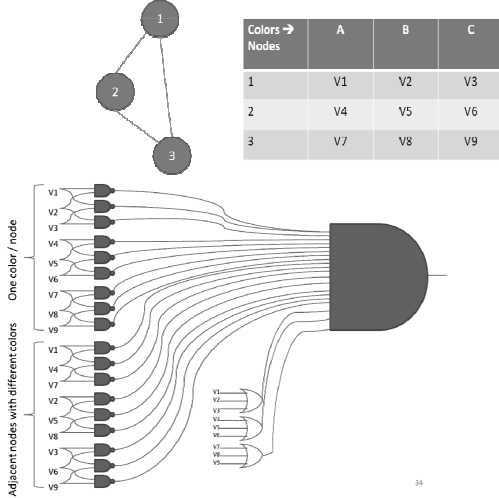 1
2
3
Colors → A B C
Nodes
1 V1 V2 V3
2 V4 V5 V6
3 V7 V8 V9
One color / node
V1
V2
V3
V4
V5
V6
V7
V8
V9
Adjacent nodes with different colors
V1
V4
V7
V2
V5
V8
V3
V6
V9
V1
V2
V3
V4
V5
V6
V7
V8
V9
34